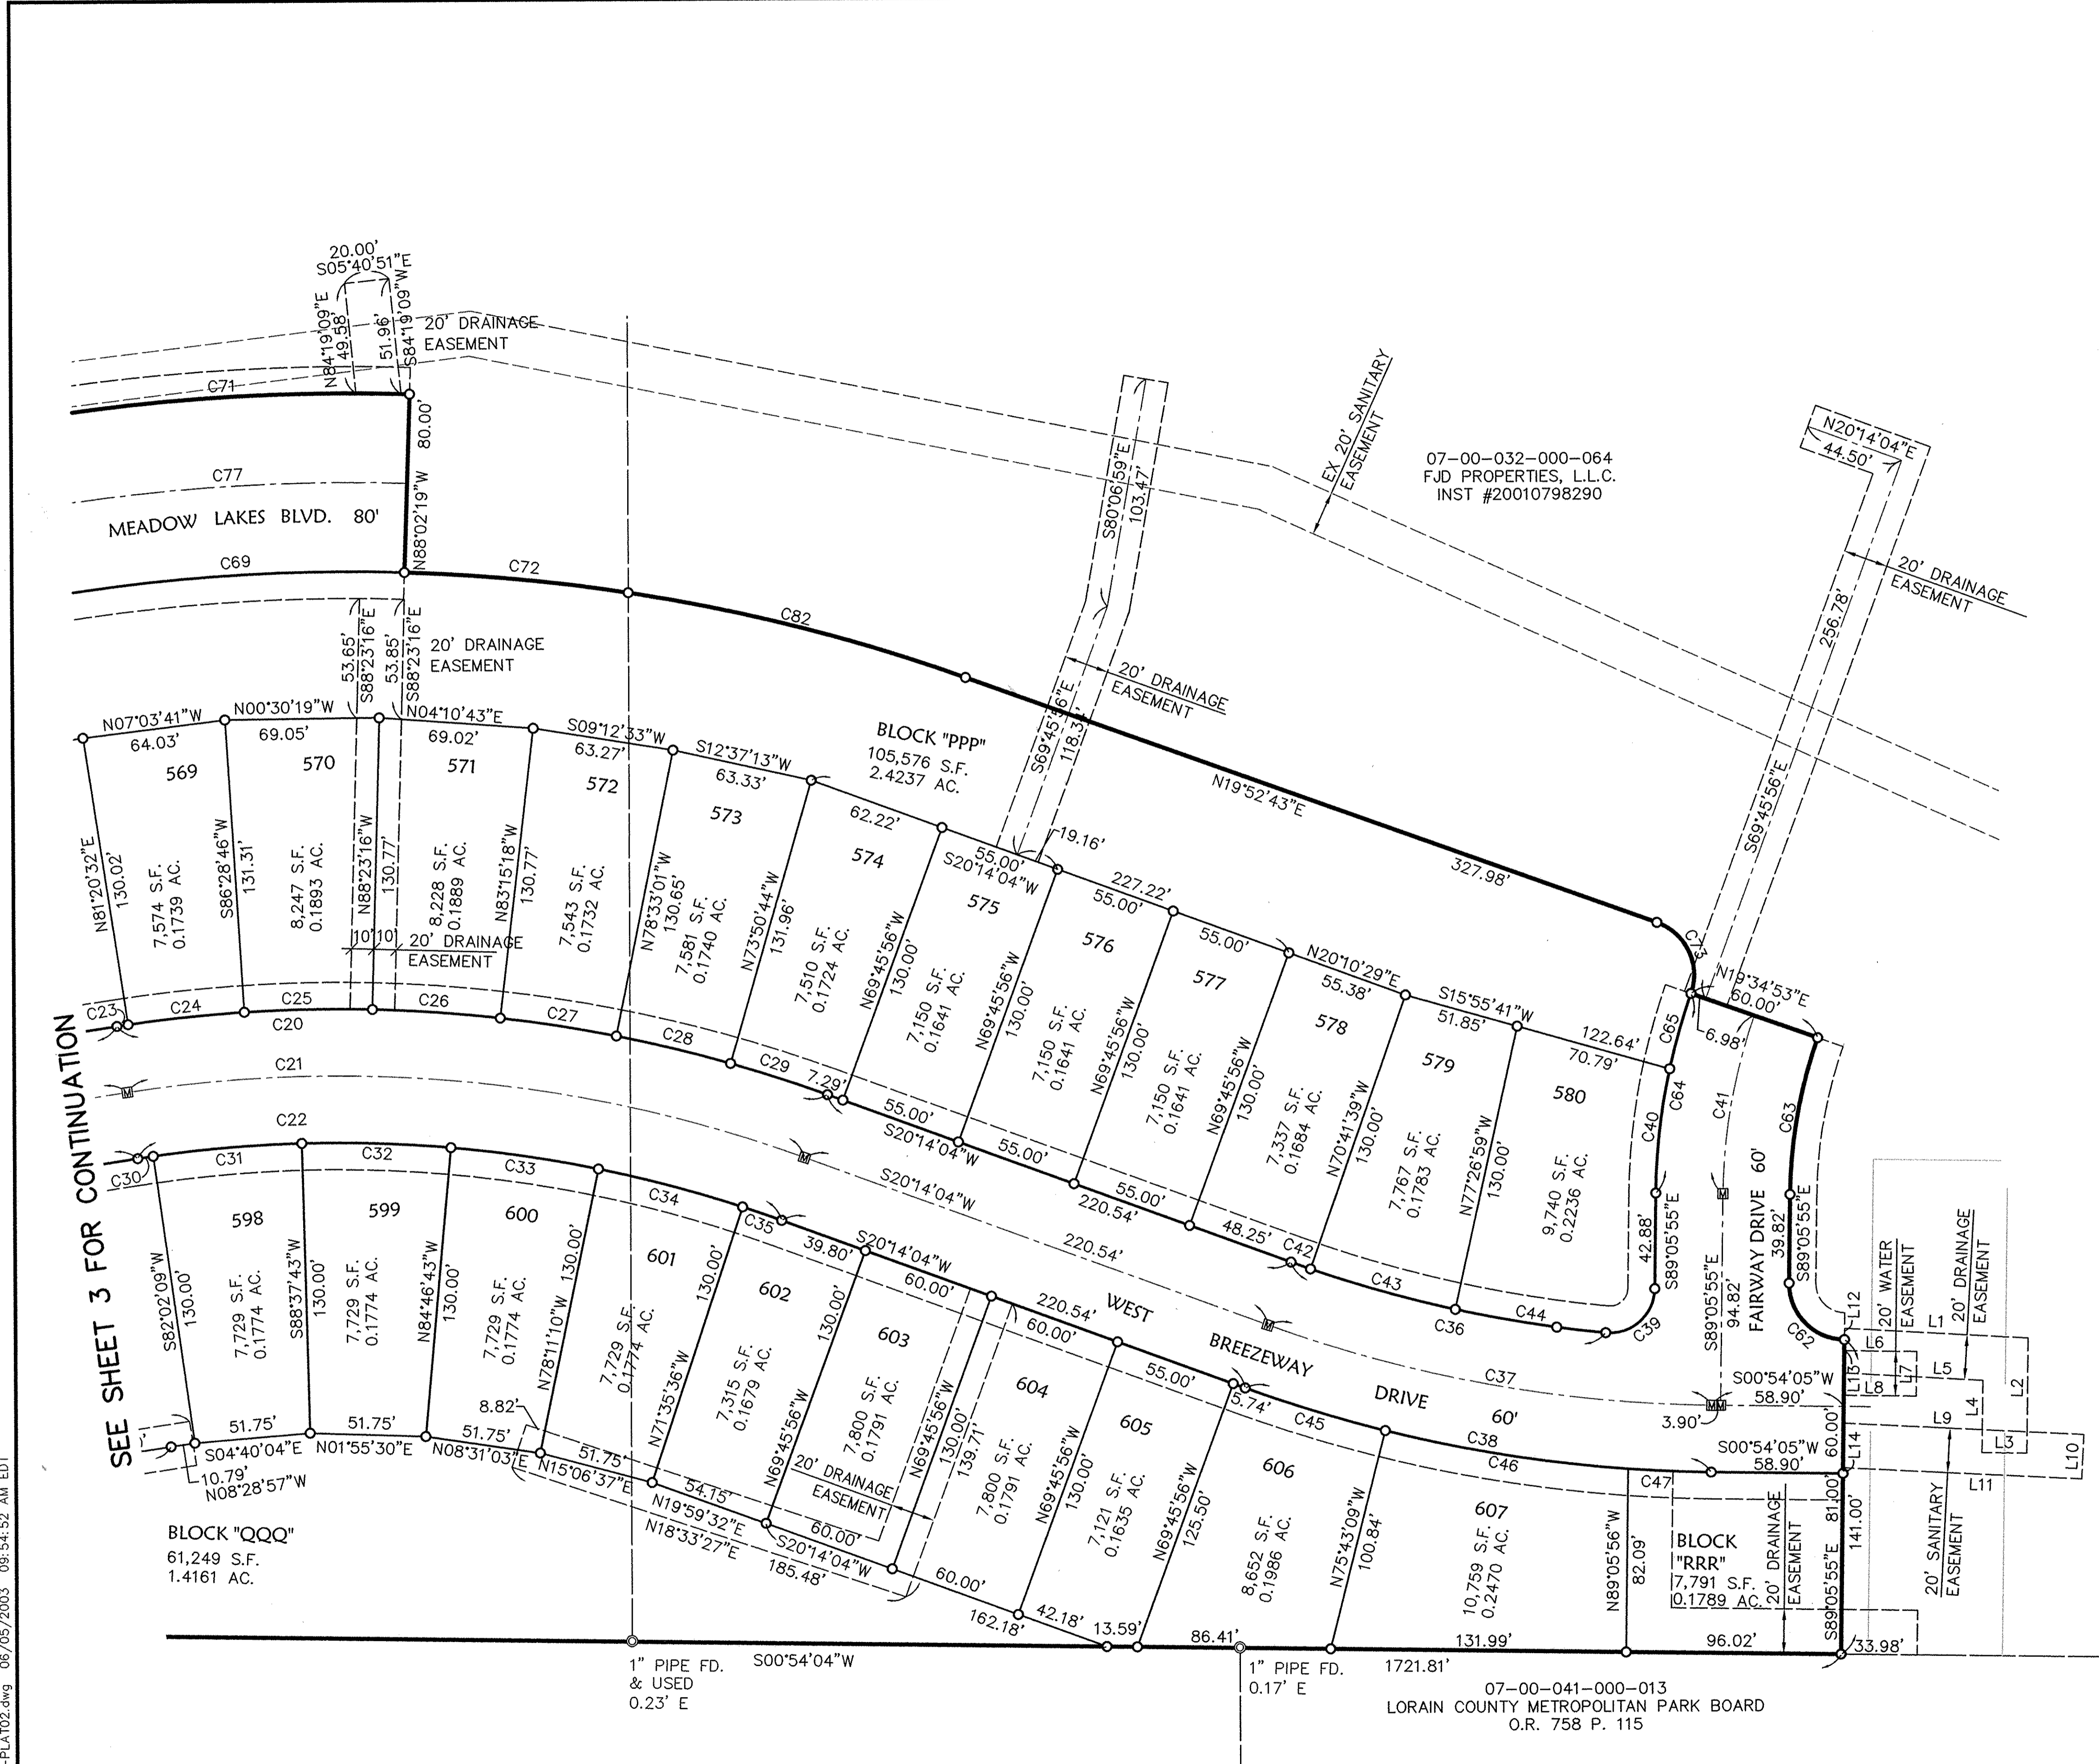 20.00'
S05°40'51"E
N84°19'09"E
49.58'
51.96'
S84°19'09"W
20' DRAINAGE
EASEMENT
C71
80.00'
N88°02'19"W
C77
MEADOW LAKES BLVD. 80'
C69
C72
C82
53.65'
S88°23'16"E
53.85'
S88°23'16"E
20' DRAINAGE
EASEMENT
EX 20' SANITARY
EASEMENT
07-00-032-000-064
FJD PROPERTIES, L.L.C.
INST #20010798290
S80°06'59"E
103.47'
20' DRAINAGE
EASEMENT
S69°45'56"E
N20°14'04"E
44.50'
20' DRAINAGE
EASEMENT
256.78'
S69°45'56"E
BLOCK "PPP"
105,576 S.F.
2.4237 AC.
N19°52'43"E
327.98'
C73
N19°34'53"E
60.00'
6.98'
N07°03'41"W
64.03'
569
N00°30'19"W
69.05'
570
N04°10'43"E
69.02'
571
S09°12'33"W
63.27'
572
S12°37'13"W
63.33'
573
62.22'
574
55.00'
S20°14'04"W
19.16'
575
227.22'
55.00'
576
55.00'
577
N20°10'29"E
55.38'
578
S15°55'41"W
51.85'
579
122.64'
70.79'
580
N81°20'32"E
130.02'
7,574 S.F.
0.1739 AC.
S86°28'46"W
131.31'
8,247 S.F.
0.1893 AC.
N88°23'16"W
130.77'
8,228 S.F.
0.1889 AC.
N83°15'18"W
130.77'
7,543 S.F.
0.1732 AC.
N78°33'01"W
130.65'
7,581 S.F.
0.1740 AC.
N73°50'44"W
131.96'
7,510 S.F.
0.1724 AC.
N69°45'56"W
130.00'
7,150 S.F.
0.1641 AC.
N69°45'56"W
130.00'
7,150 S.F.
0.1641 AC.
N69°45'56"W
130.00'
7,150 S.F.
0.1641 AC.
N69°45'56"W
130.00'
7,337 S.F.
0.1684 AC.
N70°41'39"W
130.00'
7,767 S.F.
0.1783 AC.
N77°26'59"W
130.00'
9,740 S.F.
0.2236 AC.
10'
10'
20' DRAINAGE
EASEMENT
C23
C24
C25
C20
C26
C27
C28
C29
7.29'
55.00'
S20°14'04"W
55.00'
55.00'
220.54'
48.25'
C42
C43
C36
C44
C39
C65
C64
C40
42.88'
S89°05'55"E
C41
C63
FAIRWAY DRIVE 60'
S89°05'55"E
94.82'
39.82'
S89°05'55"E
C62
C21
M
M
M
M
M
M
S20°14'04"W
220.54'
WEST
BREEZEWAY
DRIVE
60'
C37
3.90'
S00°54'05"W
58.90'
S00°54'05"W
58.90'
60.00'
SEE SHEET 3 FOR CONTINUATION
C22
C30
C31
C32
C33
C34
C35
39.80'
S20°14'04"W
60.00'
220.54'
60.00'
55.00'
5.74'
C45
C38
C46
C47
598
599
600
601
602
603
604
605
606
607
S82°02'09"W
130.00'
7,729 S.F.
0.1774 AC.
S88°37'43"W
130.00'
7,729 S.F.
0.1774 AC.
N84°46'43"W
130.00'
7,729 S.F.
0.1774 AC.
N78°11'10"W
130.00'
7,729 S.F.
0.1774 AC.
N71°35'36"W
130.00'
7,315 S.F.
0.1679 AC.
N69°45'56"W
130.00'
7,800 S.F.
0.1791 AC.
N69°45'56"W
130.00'
139.71'
7,800 S.F.
0.1791 AC.
N69°45'56"W
130.00'
7,121 S.F.
0.1635 AC.
N69°45'56"W
125.50'
8,652 S.F.
0.1986 AC.
N75°43'09"W
100.84'
10,759 S.F.
0.2470 AC.
N89°05'56"W
82.09'
BLOCK
"RRR"
7,791 S.F.
0.1789 AC.
20' DRAINAGE
EASEMENT
S89°05'55"E
81.00'
141.00'
L12
L1
L6
L7
L5
L8
L13
L4
L2
L9
L3
L10
L14
L11
20' WATER
EASEMENT
20' DRAINAGE
EASEMENT
20' SANITARY
EASEMENT
20' DRAINAGE
EASEMENT
51.75'
S04°40'04"E
10.79'
N08°28'57"W
51.75'
N01°55'30"E
51.75'
N08°31'03"E
8.82'
51.75'
N15°06'37"E
54.15'
N19°59'32"E
N18°33'27"E
185.48'
60.00'
S20°14'04"W
60.00'
162.18'
42.18'
13.59'
86.41'
131.99'
96.02'
33.98'
BLOCK "QQQ"
61,249 S.F.
1.4161 AC.
S00°54'04"W
1721.81'
1" PIPE FD.
& USED
0.23' E
1" PIPE FD.
0.17' E
07-00-041-000-013
LORAIN COUNTY METROPOLITAN PARK BOARD
O.R. 758 P. 115
-PLAT02.dwg 06/05/2003 09:54:52 AM EDT